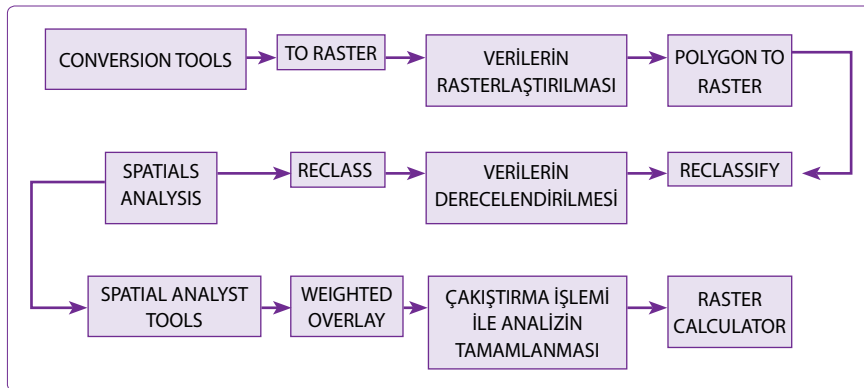 CONVERSION TOOLS
TO RASTER
VERİLERİN
RASTERLAŞTIRILMASI
POLYGON TO
RASTER
SPATIALS
ANALYSIS
RECLASS
VERİLERİN
DERECELENDİRİLMESİ
RECLASSIFY
SPATIAL ANALYST
TOOLS
WEIGHTED
OVERLAY
ÇAKIŞTIRMA İŞLEMİ
İLE ANALİZİN
TAMAMLANMASI
RASTER
CALCULATOR